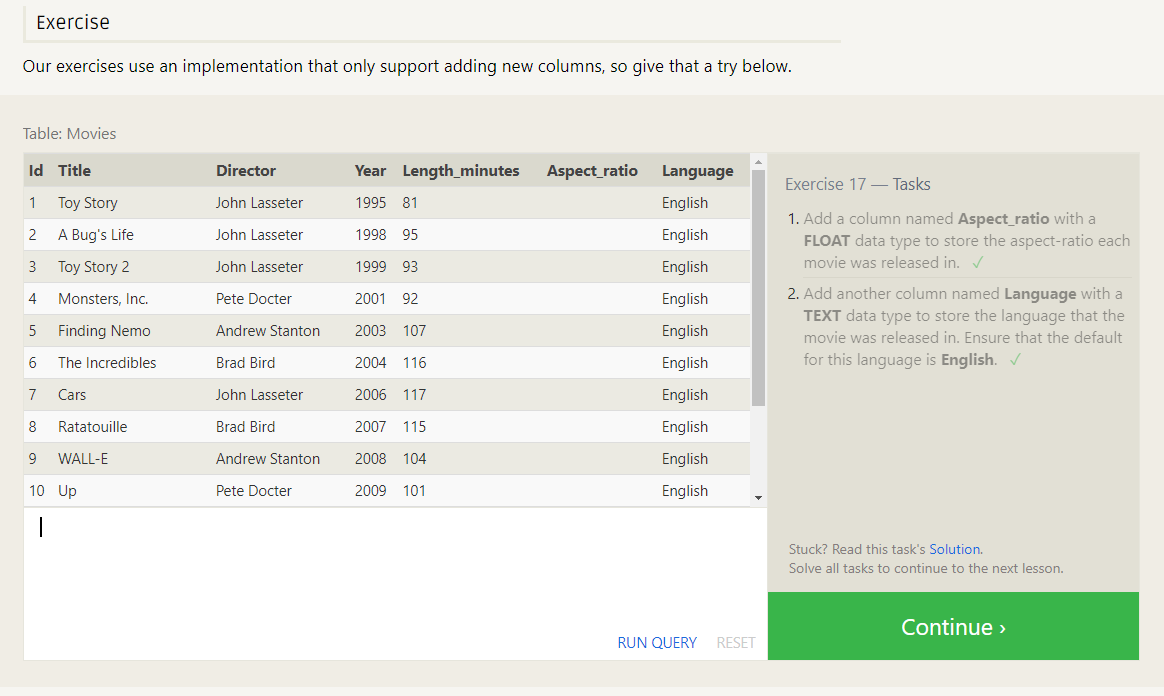 Exercise
Our exercises use an implementation that only support adding new columns, so give that a try below.
Table: Movies
Id Title Director Year Length_minutes Aspect_ratio Language
1 Toy Story John Lasseter 1995 81 English
2 A Bug's Life John Lasseter 1998 95 English
3 Toy Story 2 John Lasseter 1999 93 English
4 Monsters, Inc. Pete Docter 2001 92 English
5 Finding Nemo Andrew Stanton 2003 107 English
6 The Incredibles Brad Bird 2004 116 English
7 Cars John Lasseter 2006 117 English
8 Ratatouille Brad Bird 2007 115 English
9 WALL-E Andrew Stanton 2008 104 English
10 Up Pete Docter 2009 101 English
RUN QUERY RESET
Exercise 17 — Tasks
1. Add a column named Aspect_ratio with a
FLOAT data type to store the aspect-ratio each
movie was released in. ✓
2. Add another column named Language with a
TEXT data type to store the language that the
movie was released in. Ensure that the default
for this language is English. ✓
Stuck? Read this task's Solution.
Solve all tasks to continue to the next lesson.
Continue ›